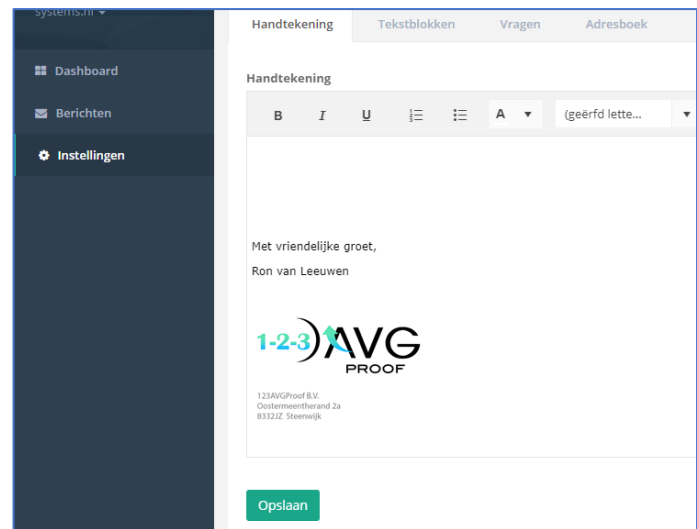 systems.nl
Handtekening
Tekstblokken
Vragen
Adresboek
Dashboard
Berichten
Instellingen
Handtekening
B I U A (geërfd lette...
Met vriendelijke groet,
Ron van Leeuwen
1-2-3 AVG
PROOF
123AVGProof B.V.
Oostermeentherand 2a
8332JZ Steenwijk
Opslaan